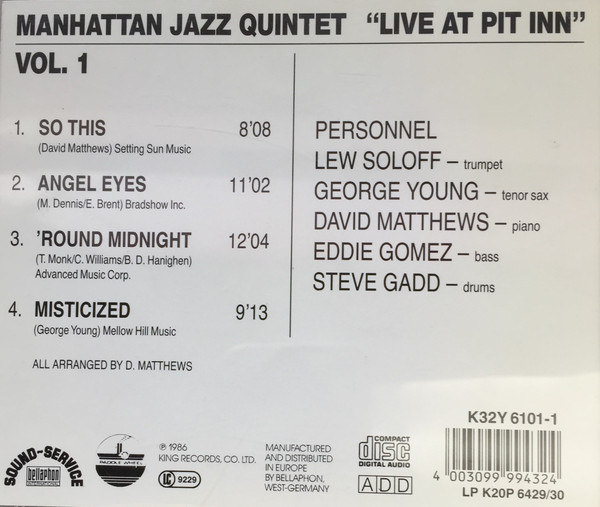 MANHATTAN JAZZ QUINTET "LIVE AT PIT INN"
VOL. 1
1. SO THIS 8'08
(David Matthews) Setting Sun Music
2. ANGEL EYES 11'02
(M. Dennis/E. Brent) Bradshow Inc.
3. 'ROUND MIDNIGHT 12'04
(T. Monk/C. Williams/B. D. Hanighen)
Advanced Music Corp.
4. MISTICIZED 9'13
(George Young) Mellow Hill Music
ALL ARRANGED BY D. MATTHEWS
PERSONNEL
LEW SOLOFF – trumpet
GEORGE YOUNG – tenor sax
DAVID MATTHEWS – piano
EDDIE GOMEZ – bass
STEVE GADD – drums
SOUND-SERVICE
bellaphon
PADDLE WHEEL
℗ 1986
KING RECORDS, CO. LTD.
LC 9229
MANUFACTURED
AND DISTRIBUTED
IN EUROPE
BY BELLAPHON,
WEST-GERMANY
COMPACT
disc
DIGITAL AUDIO
ADD
K32Y 6101-1
4 003099 994324
LP K20P 6429/30